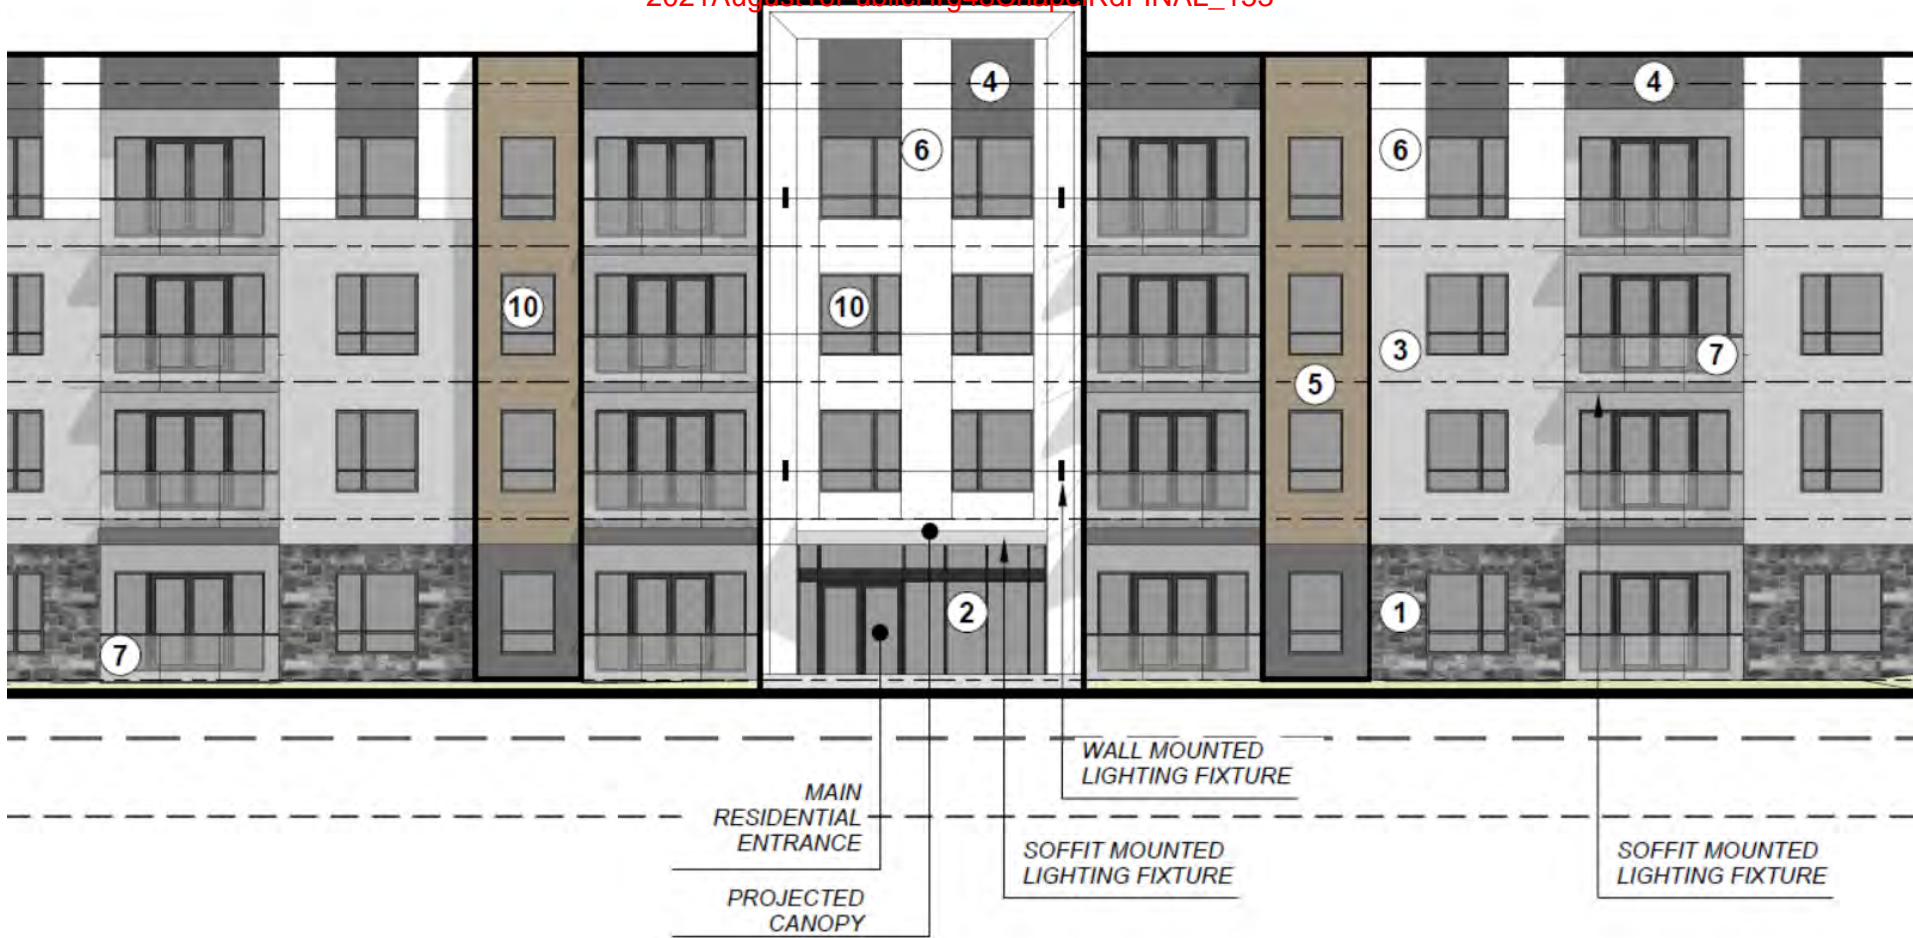 4
4
6
6
10
10
3
7
5
2
1
7
WALL MOUNTED
LIGHTING FIXTURE
MAIN
RESIDENTIAL
ENTRANCE
SOFFIT MOUNTED
LIGHTING FIXTURE
SOFFIT MOUNTED
LIGHTING FIXTURE
PROJECTED
CANOPY